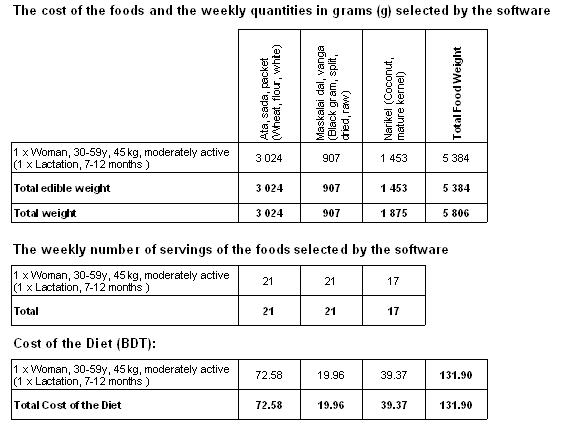 The cost of the foods and the weekly quantities in grams (g) selected by the software
Ata, sada, packet
(Wheat, flour, white)
Maskalai dal, vanga
(Black gram, split,
dried, raw)
Narikel (Coconut,
mature kernel)
Total Food Weight
1 x Woman, 30-59y, 45 kg, moderately active
(1 x Lactation, 7-12 months )
3 024 907 1 453 5 384
Total edible weight 3 024 907 1 453 5 384
Total weight 3 024 907 1 875 5 806
The weekly number of servings of the foods selected by the software
1 x Woman, 30-59y, 45 kg, moderately active
(1 x Lactation, 7-12 months )
21 21 17
Total 21 21 17
Cost of the Diet (BDT):
1 x Woman, 30-59y, 45 kg, moderately active
(1 x Lactation, 7-12 months )
72.58 19.96 39.37 131.90
Total Cost of the Diet 72.58 19.96 39.37 131.90